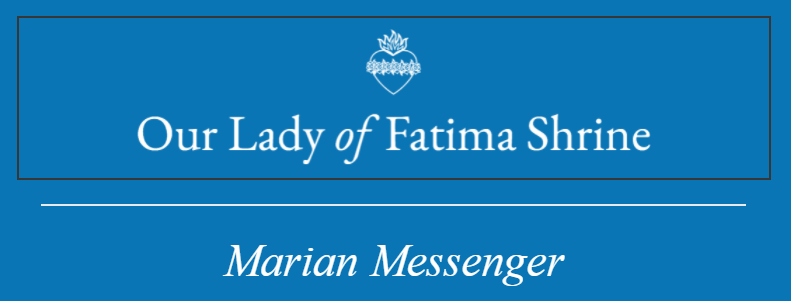 Our Lady of Fatima Shrine
Marian Messenger